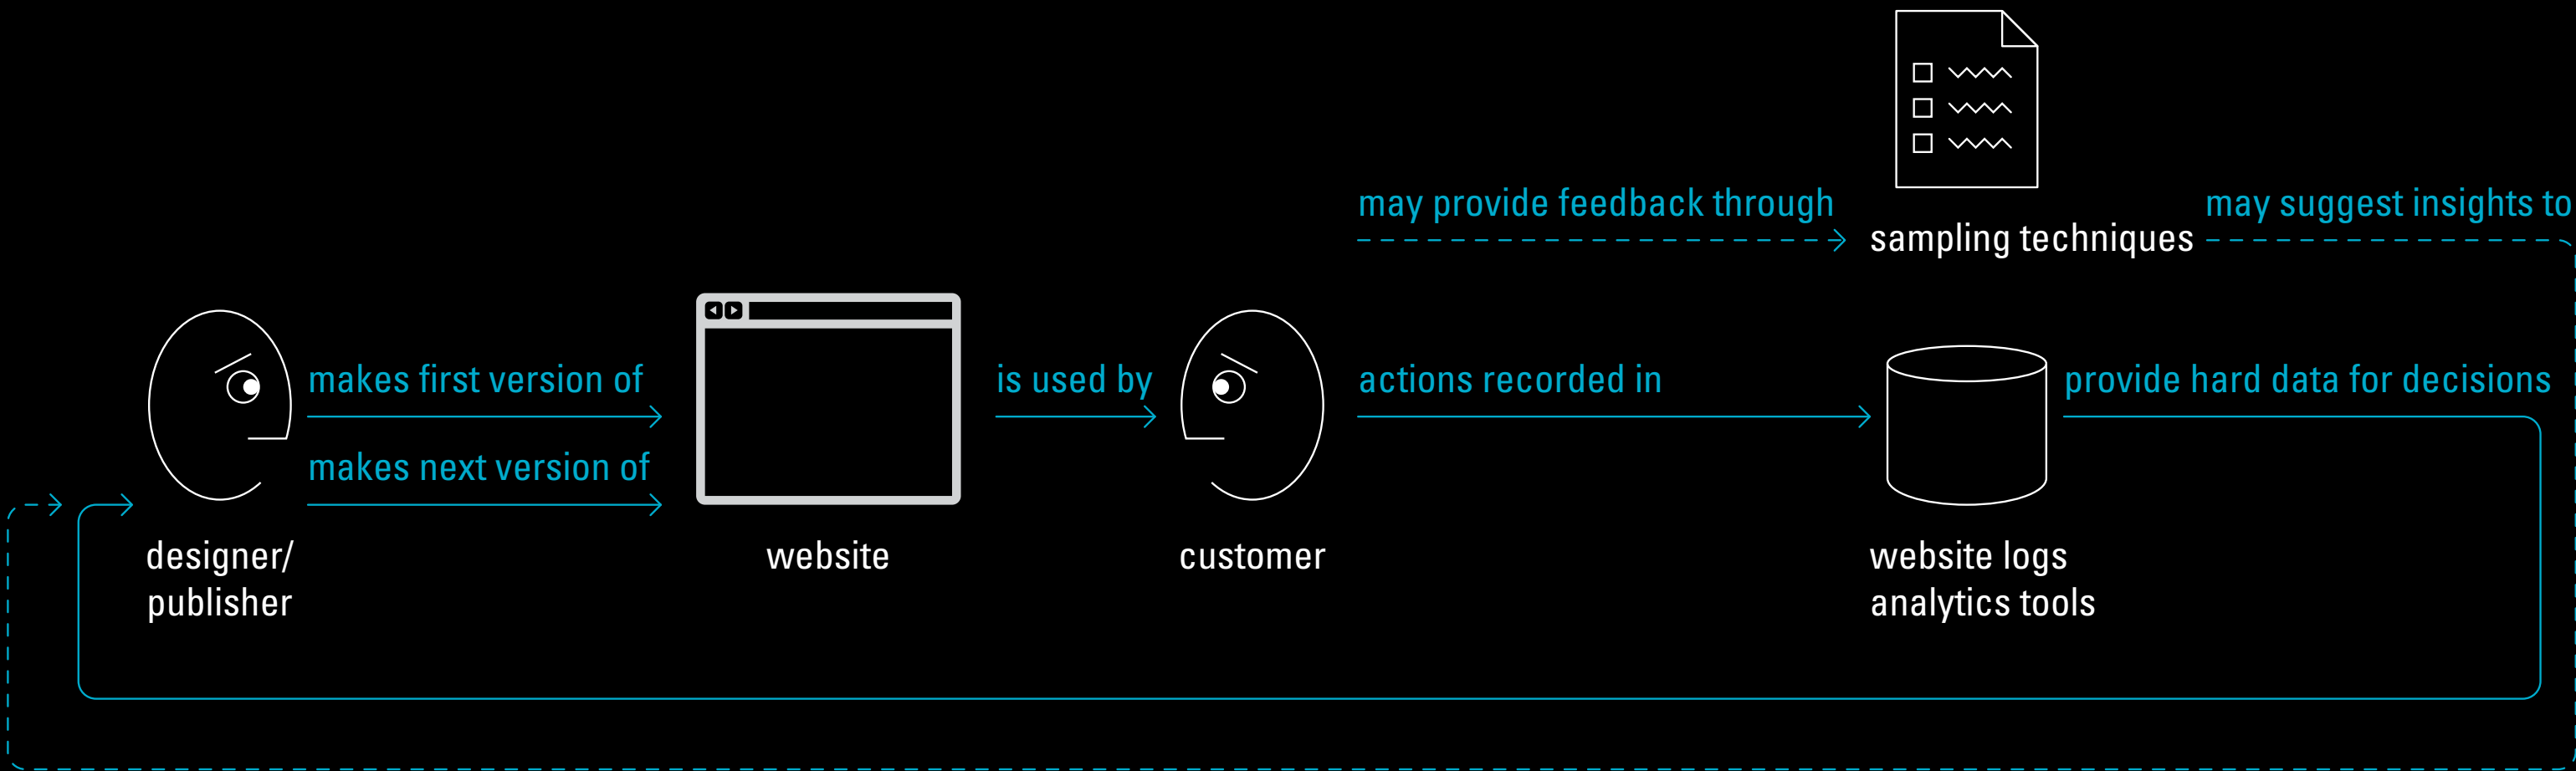 may provide feedback through
sampling techniques
may suggest insights to
makes first version of
is used by
actions recorded in
provide hard data for decisions
makes next version of
designer/
publisher
website
customer
website logs
analytics tools